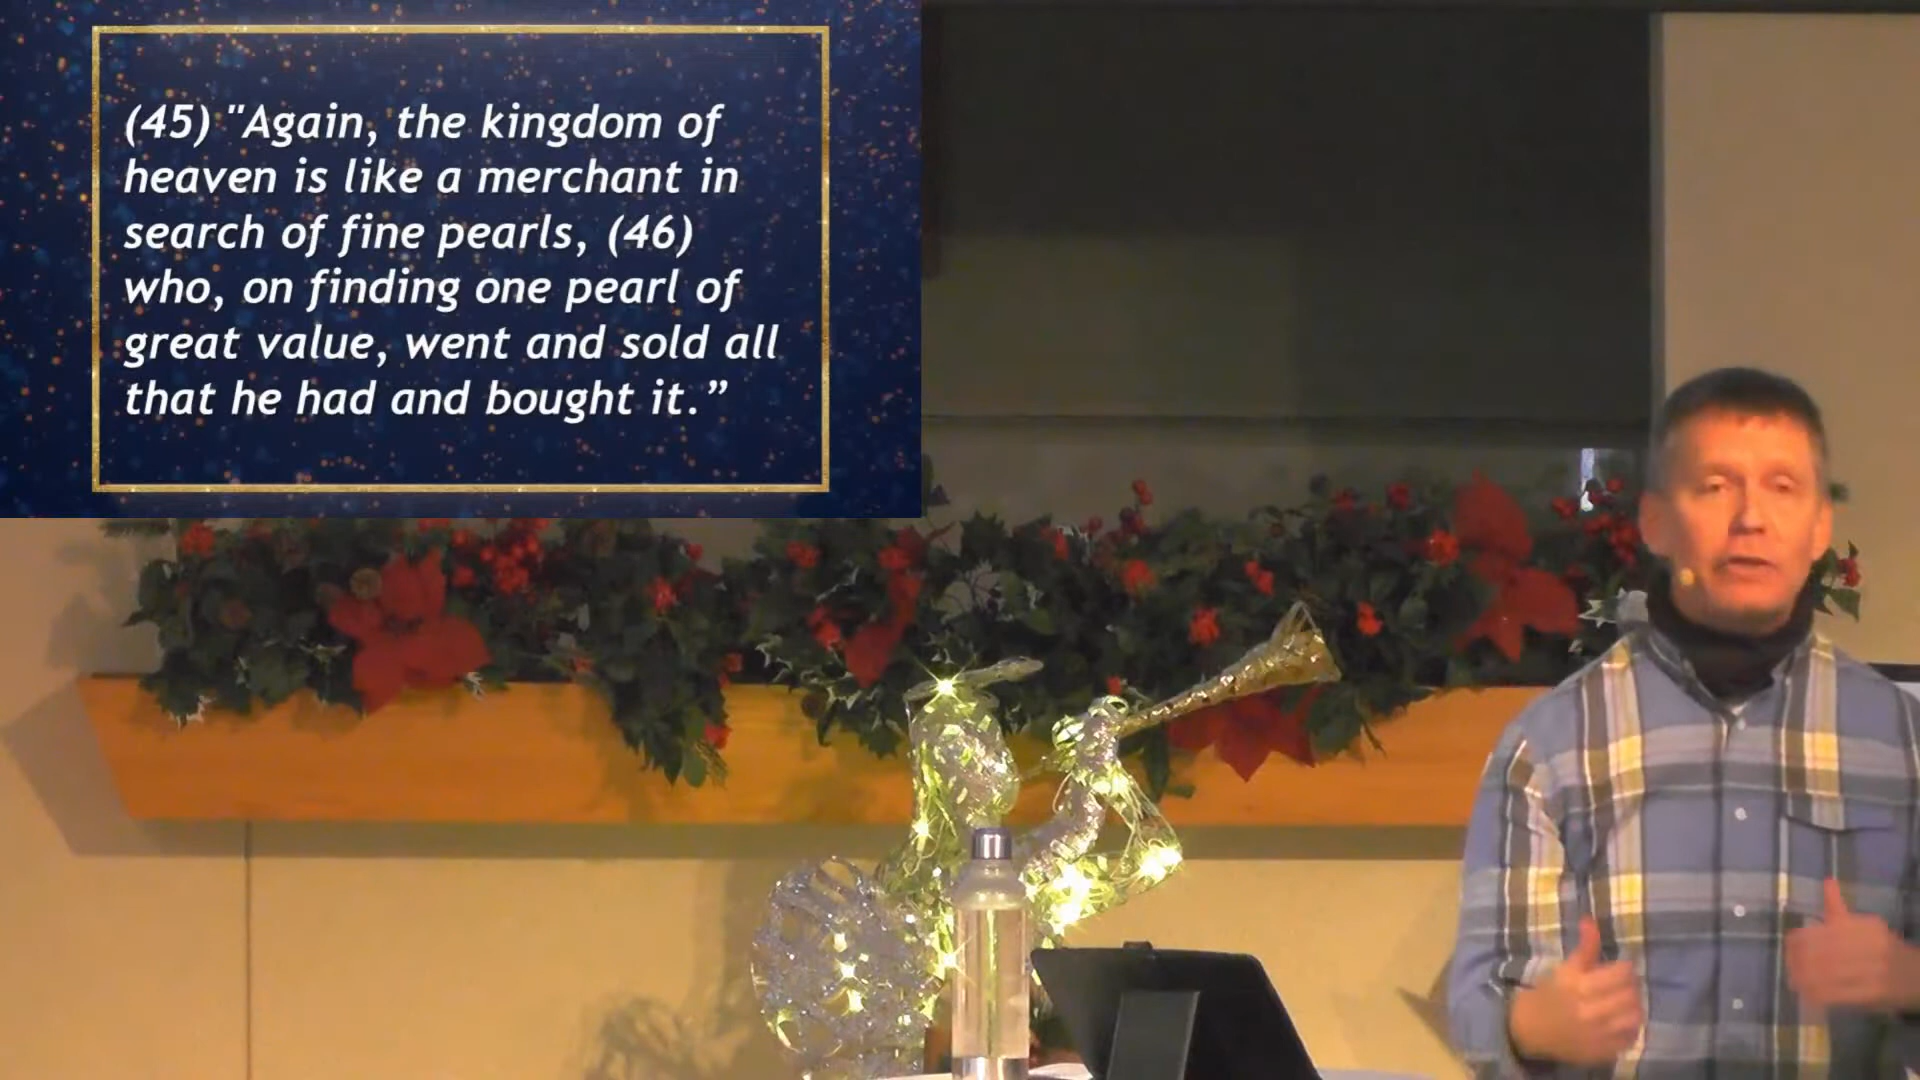 (45) "Again, the kingdom of
heaven is like a merchant in
search of fine pearls, (46)
who, on finding one pearl of
great value, went and sold all
that he had and bought it.”